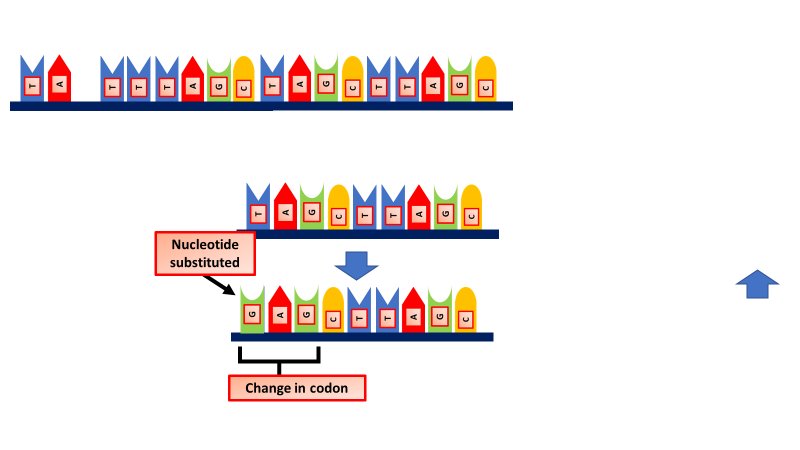 T A T T T A G C T A G C T T A G C
T A G C T T A G C
Nucleotide
substituted
G A G C T T A G C
Change in codon